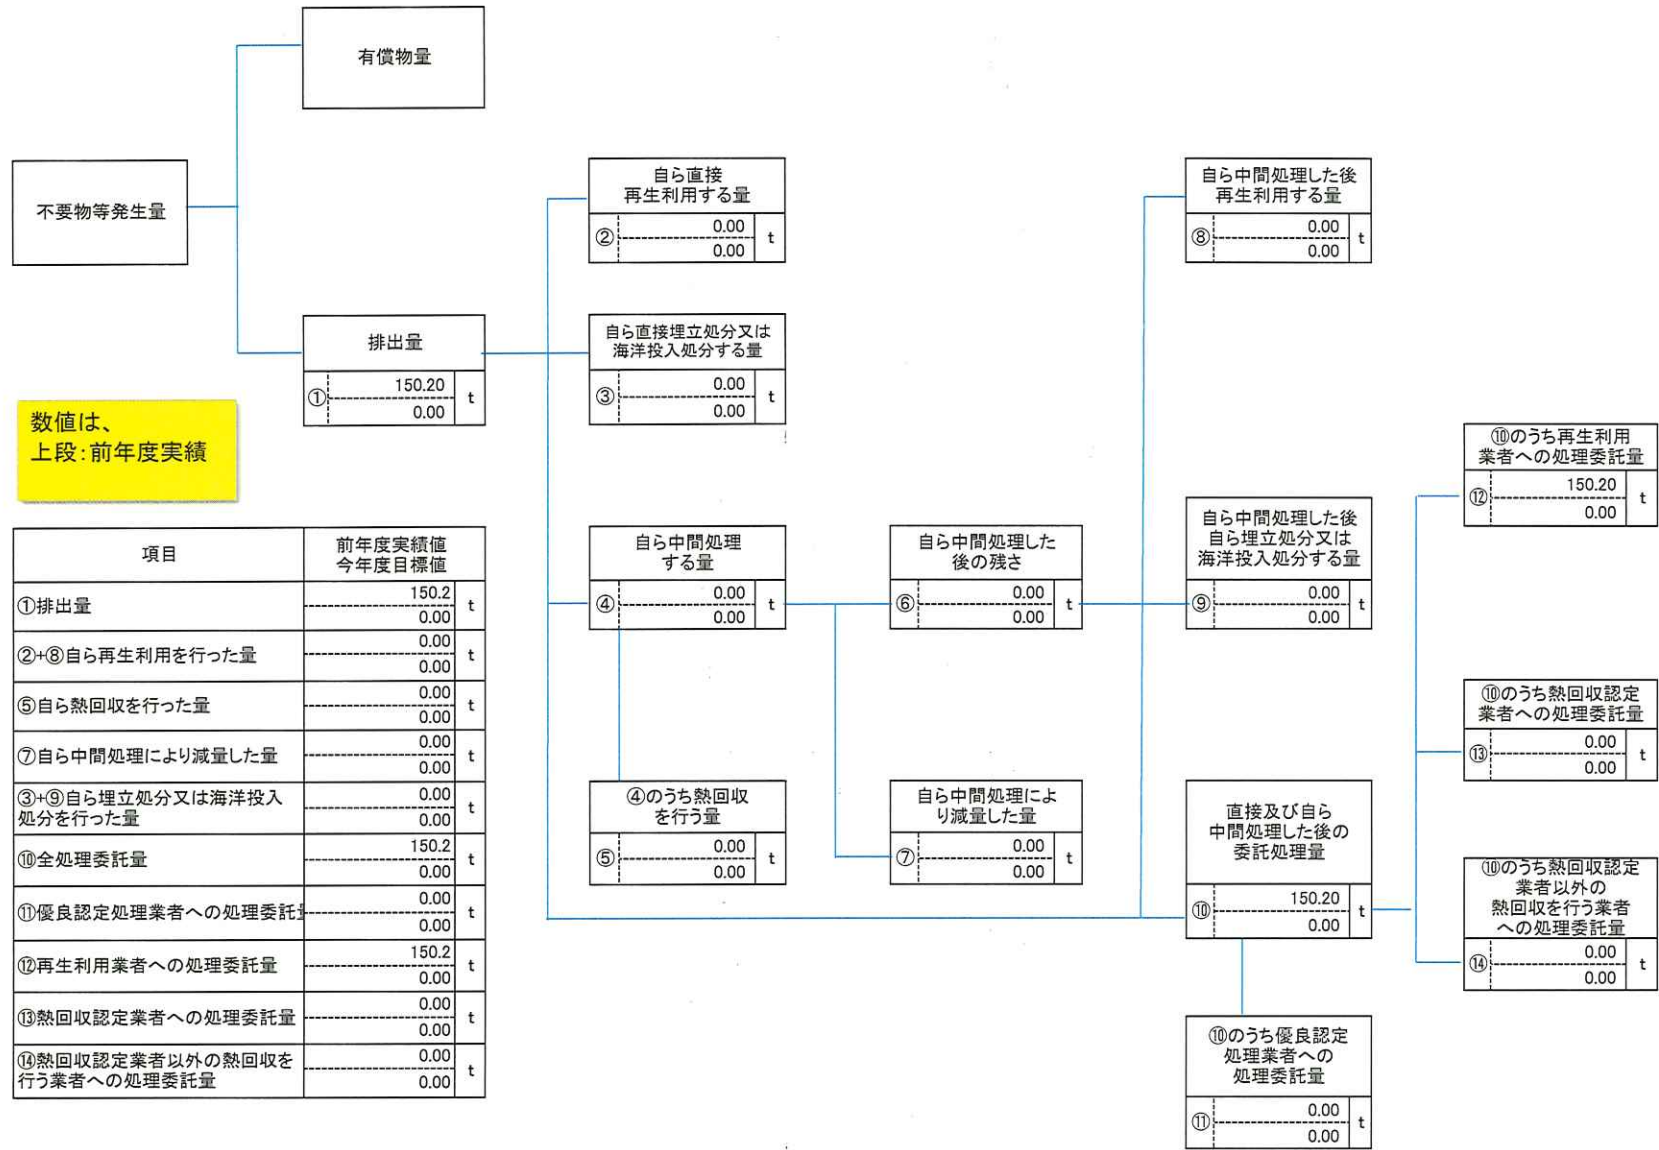 有償物量
不要物等発生量
自ら直接
再生利用する量
② 0.00 t
0.00
自ら中間処理した後
再生利用する量
⑧ 0.00 t
0.00
排出量
① 150.20 t
0.00
自ら直接埋立処分又は
海洋投入処分する量
③ 0.00 t
0.00
数値は、
上段:前年度実績
⑩のうち再生利用
業者への処理委託量
⑫ 150.20 t
0.00
自ら中間処理
する量
④ 0.00 t
0.00
自ら中間処理した
後の残さ
⑥ 0.00 t
0.00
自ら中間処理した後
自ら埋立処分又は
海洋投入処分する量
⑨ 0.00 t
0.00
⑩のうち熱回収認定
業者への処理委託量
⑬ 0.00 t
0.00
④のうち熱回収
を行う量
⑤ 0.00 t
0.00
自ら中間処理によ
り減量した量
⑦ 0.00 t
0.00
直接及び自ら
中間処理した後の
委託処理量
⑩ 150.20 t
0.00
⑩のうち熱回収認定
業者以外の
熱回収を行う業者
への処理委託量
⑭ 0.00 t
0.00
⑩のうち優良認定
処理業者への
処理委託量
⑪ 0.00 t
0.00
項目 前年度実績値
今年度目標値
①排出量 150.2 t
0.00
②+⑧自ら再生利用を行った量 0.00 t
0.00
⑤自ら熱回収を行った量 0.00 t
0.00
⑦自ら中間処理により減量した量 0.00 t
0.00
③+⑨自ら埋立処分又は海洋投入 0.00 t
処分を行った量 0.00
⑩全処理委託量 150.2 t
0.00
⑪優良認定処理業者への処理委託 0.00 t
0.00
⑫再生利用業者への処理委託量 150.2 t
0.00
⑬熱回収認定業者への処理委託量 0.00 t
0.00
⑭熱回収認定業者以外の熱回収を 0.00 t
行う業者への処理委託量 0.00